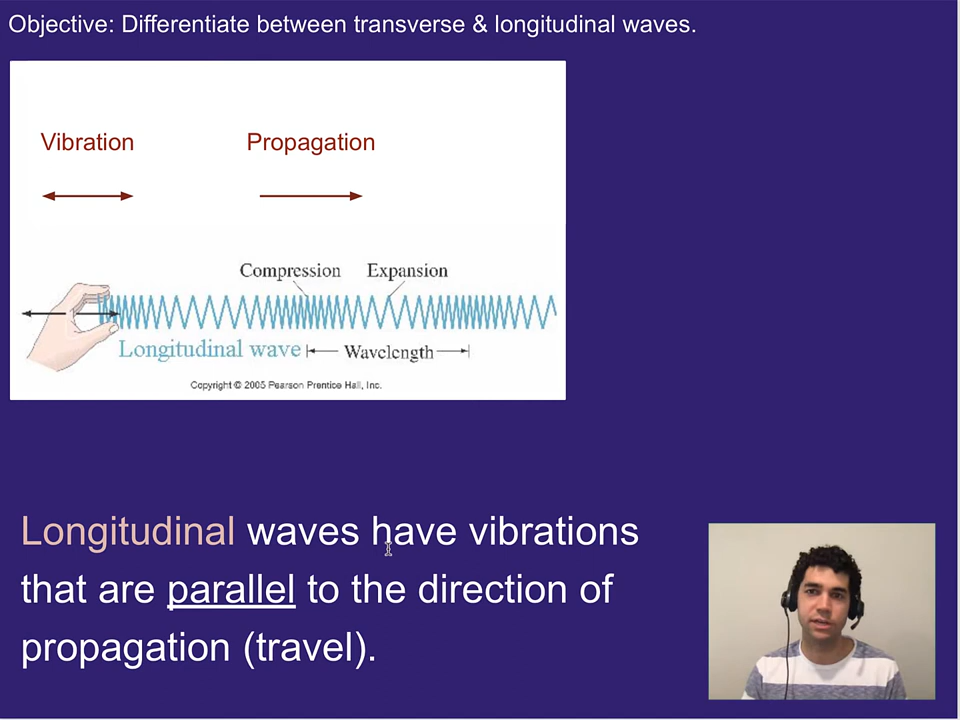 Objective: Differentiate between transverse & longitudinal waves.
Vibration
Propagation
Compression
Expansion
Longitudinal wave
Wavelength
Copyright © 2005 Pearson Prentice Hall, Inc.
Longitudinal waves have vibrations
that are parallel to the direction of
propagation (travel).